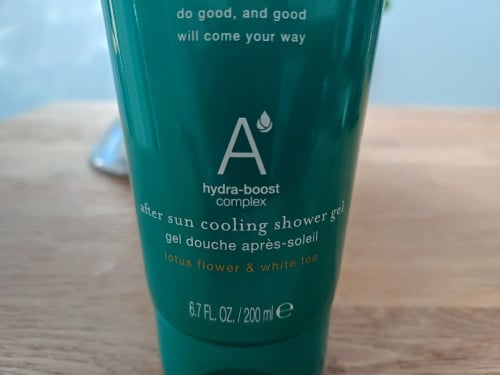 do good, and good
will come your way
A
hydra-boost
complex
after sun cooling shower gel
gel douche après-soleil
lotus flower & white tea
6.7 FL. OZ. / 200 ml ℮